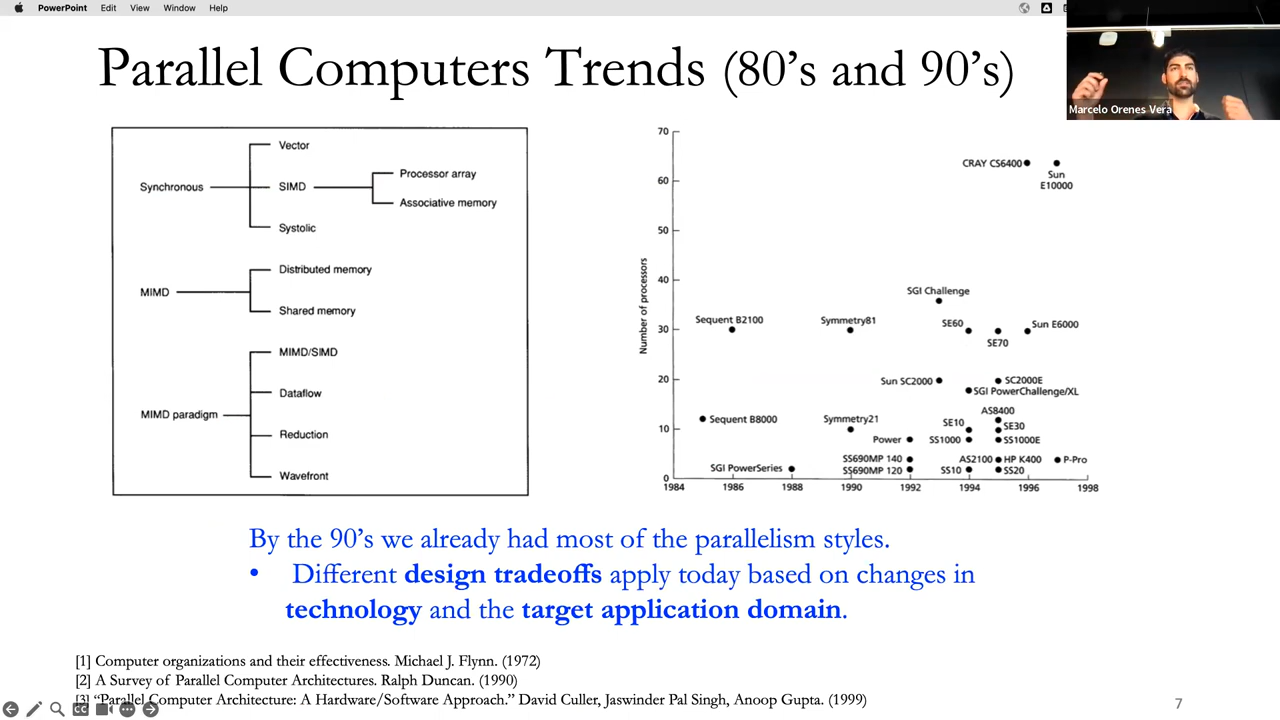 PowerPoint Edit View Window Help
Parallel Computers Trends (80's and 90's)
Marcelo Orenes Vera
Synchronous
Vector
SIMD
Processor array
Associative memory
Systolic
MIMD
Distributed memory
Shared memory
MIMD paradigm
MIMD/SIMD
Dataflow
Reduction
Wavefront
Number of processors
70
60
50
40
30
20
10
0
1984 1986 1988 1990 1992 1994 1996 1998
CRAY CS6400
Sun
E10000
SGI Challenge
Sequent B2100
Symmetry81
SE60
Sun E6000
SE70
Sun SC2000
SC2000E
SGI PowerChallenge/XL
AS8400
Sequent B8000
Symmetry21
SE10
SE30
Power
SS1000
SS1000E
SS690MP 140
AS2100
HP K400
P-Pro
SGI PowerSeries
SS690MP 120
SS10
SS20
By the 90's we already had most of the parallelism styles.
• Different design tradeoffs apply today based on changes in
technology and the target application domain.
[1] Computer organizations and their effectiveness. Michael J. Flynn. (1972)
[2] A Survey of Parallel Computer Architectures. Ralph Duncan. (1990)
[3] "Parallel Computer Architecture: A Hardware/Software Approach." David Culler, Jaswinder Pal Singh, Anoop Gupta. (1999)
7